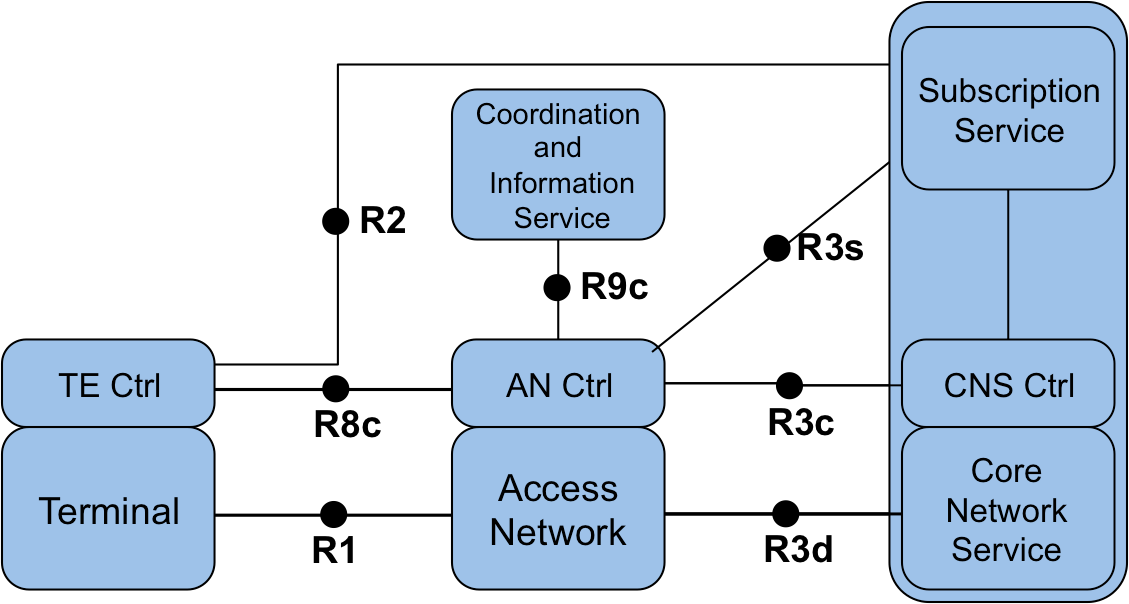 Subscription
Service
Coordination
and
Information
Service
R2
R3s
R9c
TE Ctrl
AN Ctrl
CNS Ctrl
R8c
R3c
Terminal
Access
Network
Core
Network
Service
R1
R3d